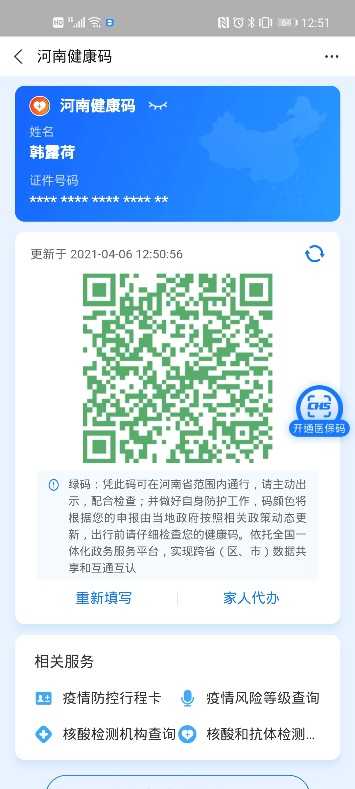 HD 5G 12:51
河南健康码
河南健康码
姓名
韩露荷
证件号码
**** **** **** **** **
更新于 2021-04-06 12:50:56
CHS
开通医保码
绿码：凭此码可在河南省范围内通行，请主动出
示，配合检查；并做好自身防护工作，码颜色将
根据您的申报由当地政府按照相关政策动态更
新，出行前请仔细检查您的健康码。依托全国一
体化政务服务平台，实现跨省（区、市）数据共
享和互通互认
重新填写 家人代办
相关服务
疫情防控行程卡 疫情风险等级查询
核酸检测机构查询 核酸和抗体检测...